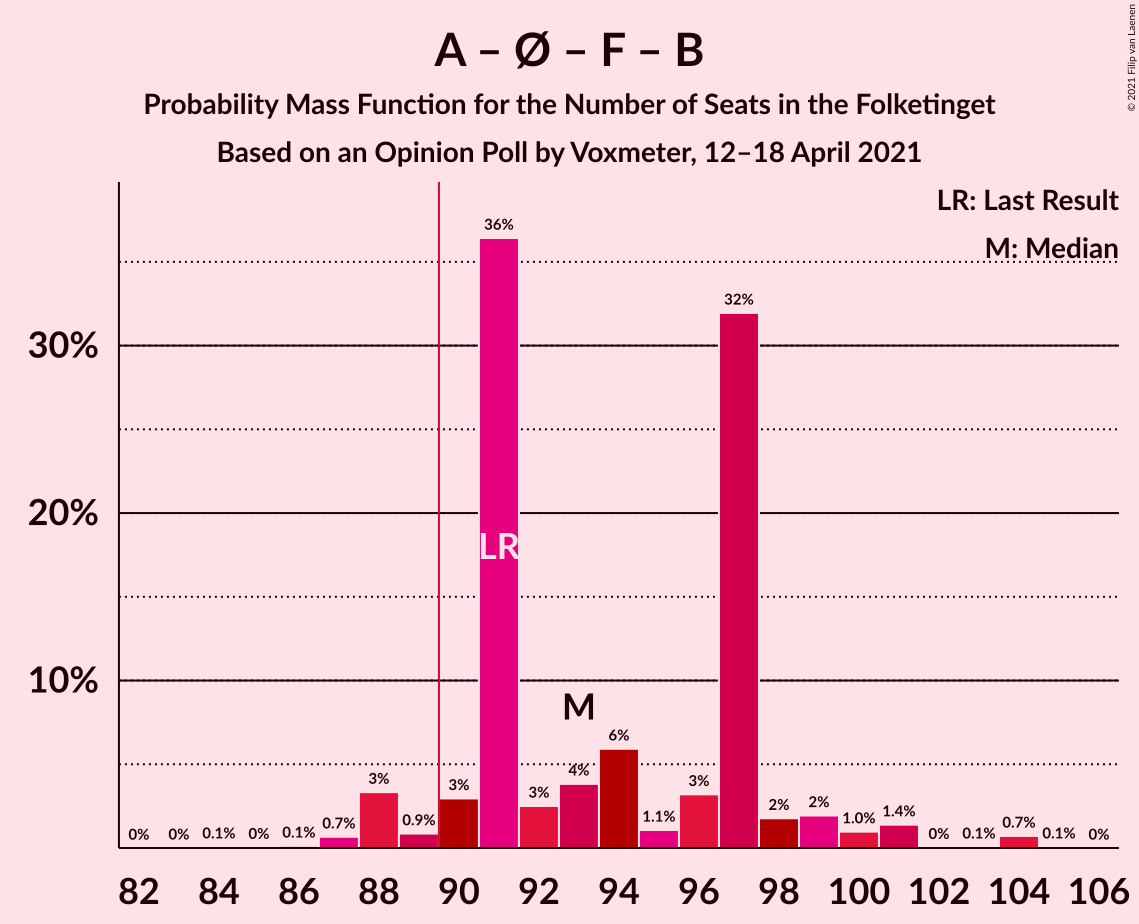 A – Ø – F – B
Probability Mass Function for the Number of Seats in the Folketinget
Based on an Opinion Poll by Voxmeter, 12–18 April 2021
© 2021 Filip van Laenen
LR: Last Result
M: Median
30%
20%
10%
0% 0% 0.1% 0% 0.1% 0.7% 3% 0.9% 3% 36% 3% 4% 6% 1.1% 3% 32% 2% 2% 1.0% 1.4% 0% 0.1% 0.7% 0.1% 0%
LR
M
82 84 86 88 90 92 94 96 98 100 102 104 106